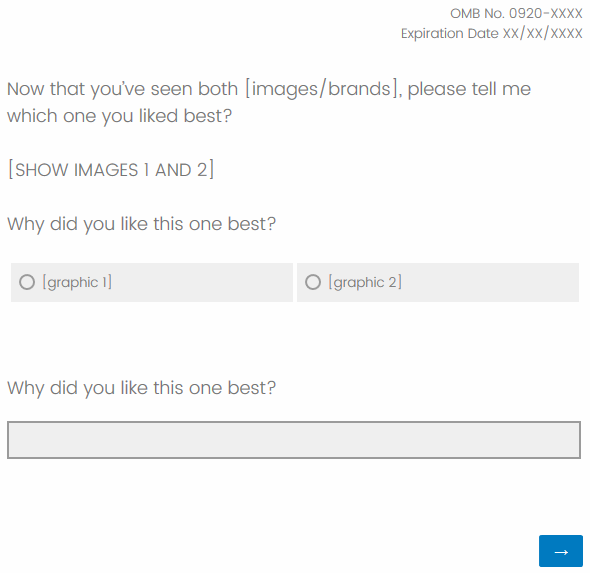 OMB No. 0920-XXXX
Expiration Date XX/XX/XXXX
Now that you've seen both [images/brands], please tell me
which one you liked best?
[SHOW IMAGES 1 AND 2]
Why did you like this one best?
[graphic 1]
[graphic 2]
Why did you like this one best?
→